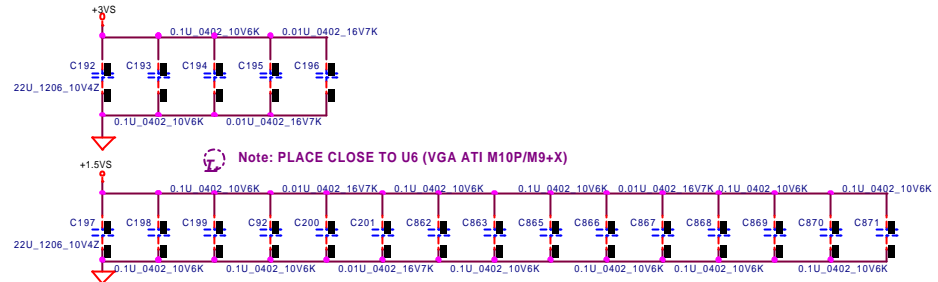 +3VS
0.1U_0402_10V6K 0.01U_0402_16V7K
C192 C193 C194 C195 C196
22U_1206_10V4Z
0.1U_0402_10V6K 0.01U_0402_16V7K
L Note: PLACE CLOSE TO U6 (VGA ATI M10P/M9+X)
+1.5VS
0.1U_0402_10V6K 0.01U_0402_16V7K 0.1U_0402_10V6K 0.1U_0402_10V6K 0.01U_0402_16V7K 0.1U_0402_10V6K 0.1U_0402_10V6K
C197 C198 C199 C92 C200 C201 C862 C863 C865 C866 C867 C868 C869 C870 C871
22U_1206_10V4Z
0.1U_0402_10V6K 0.1U_0402_10V6K 0.01U_0402_16V7K 0.1U_0402_10V6K 0.1U_0402_10V6K 0.1U_0402_10V6K 0.1U_0402_10V6K